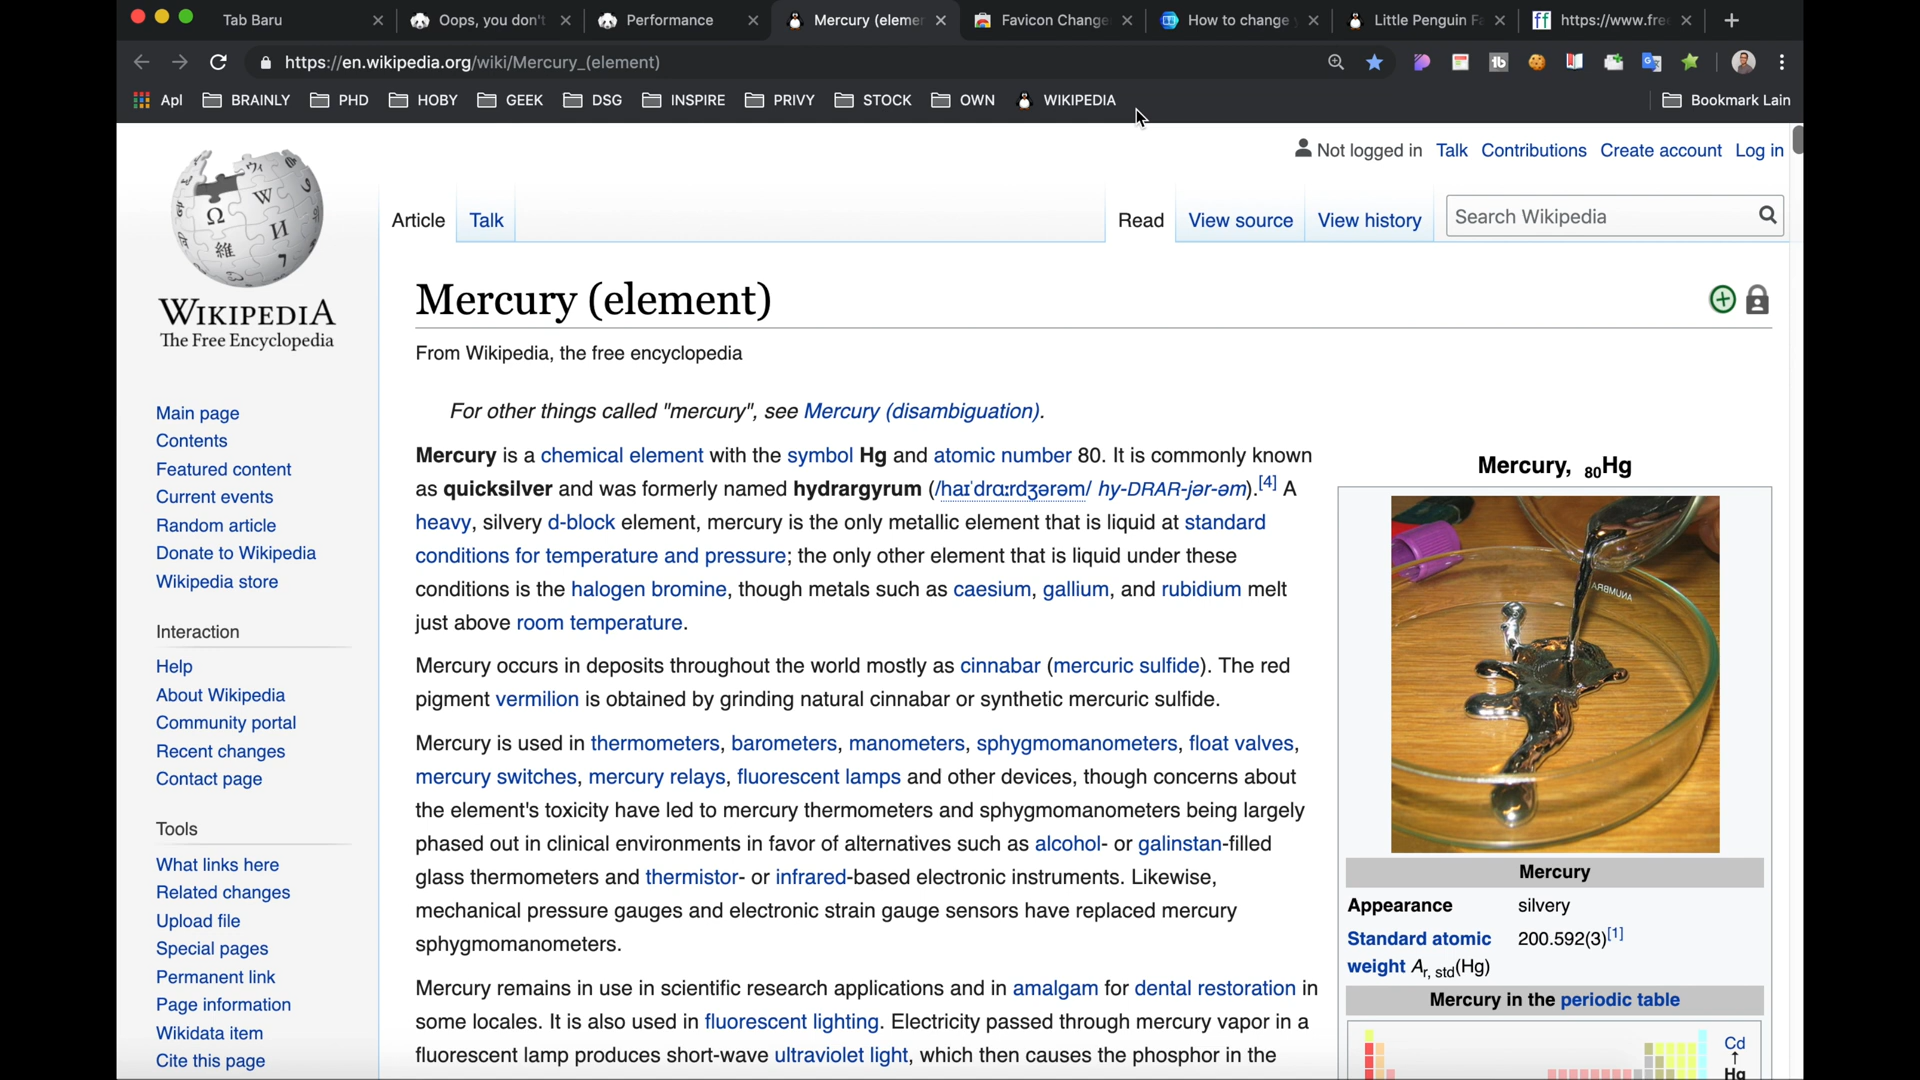 Tab Baru
Oops, you don't
Performance
Mercury (eleme
Favicon Change
How to change
Little Penguin F
https://www.fre
https://en.wikipedia.org/wiki/Mercury_(element)
Apl
BRAINLY
PHD
HOBY
GEEK
DSG
INSPIRE
PRIVY
STOCK
OWN
WIKIPEDIA
Bookmark Lain
Not logged in
Talk
Contributions
Create account
Log in
WIKIPEDIA
The Free Encyclopedia
Article
Talk
Read
View source
View history
Search Wikipedia
Mercury (element)
From Wikipedia, the free encyclopedia
For other things called "mercury", see Mercury (disambiguation).
Mercury is a chemical element with the symbol Hg and atomic number 80. It is commonly known
as quicksilver and was formerly named hydrargyrum (/haɪˈdrɑːrdʒərəm/ hy-DRAR-jər-əm).[4] A
heavy, silvery d-block element, mercury is the only metallic element that is liquid at standard
conditions for temperature and pressure; the only other element that is liquid under these
conditions is the halogen bromine, though metals such as caesium, gallium, and rubidium melt
just above room temperature.
Mercury occurs in deposits throughout the world mostly as cinnabar (mercuric sulfide). The red
pigment vermilion is obtained by grinding natural cinnabar or synthetic mercuric sulfide.
Mercury is used in thermometers, barometers, manometers, sphygmomanometers, float valves,
mercury switches, mercury relays, fluorescent lamps and other devices, though concerns about
the element's toxicity have led to mercury thermometers and sphygmomanometers being largely
phased out in clinical environments in favor of alternatives such as alcohol- or galinstan-filled
glass thermometers and thermistor- or infrared-based electronic instruments. Likewise,
mechanical pressure gauges and electronic strain gauge sensors have replaced mercury
sphygmomanometers.
Mercury remains in use in scientific research applications and in amalgam for dental restoration in
some locales. It is also used in fluorescent lighting. Electricity passed through mercury vapor in a
fluorescent lamp produces short-wave ultraviolet light, which then causes the phosphor in the
Main page
Contents
Featured content
Current events
Random article
Donate to Wikipedia
Wikipedia store
Interaction
Help
About Wikipedia
Community portal
Recent changes
Contact page
Tools
What links here
Related changes
Upload file
Special pages
Permanent link
Page information
Wikidata item
Cite this page
Mercury, 80Hg
Mercury
Appearance silvery
Standard atomic 200.592(3)[1]
weight Ar, std(Hg)
Mercury in the periodic table
Cd
↑
Hg